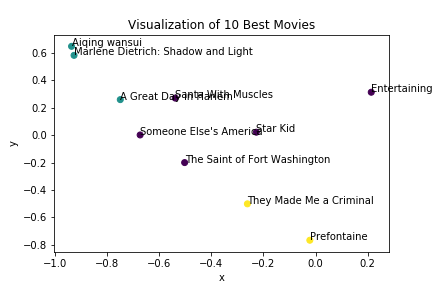 Visualization of 10 Best Movies
Aiqing wansui
Marlene Dietrich: Shadow and Light
A Great Day in Harlem
Santa With Muscles
Entertaining
Someone Else's America
Star Kid
The Saint of Fort Washington
They Made Me a Criminal
Prefontaine
y
0.6
0.4
0.2
0.0
−0.2
−0.4
−0.6
−0.8
−1.0
−0.8
−0.6
−0.4
−0.2
0.0
0.2
x